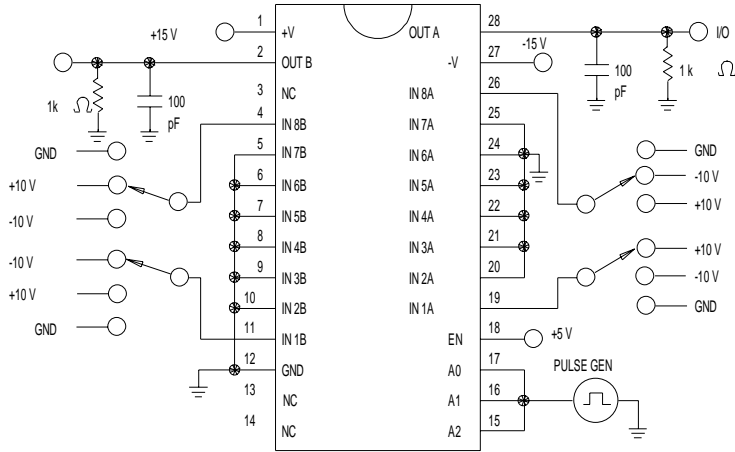 1 +V OUT A 28 I/O
+15 V
2 OUT B -V 27 -15 V
3 NC IN 8A 26
1k Ω 100 pF
100 pF 1 k Ω
4 IN 8B IN 7A 25
5 IN 7B IN 6A 24
GND
GND
6 IN 6B IN 5A 23
+10 V
-10 V
7 IN 5B IN 4A 22
-10 V
+10 V
8 IN 4B IN 3A 21
-10 V
+10 V
9 IN 3B IN 2A 20
+10 V
-10 V
10 IN 2B IN 1A 19
GND
GND
11 IN 1B EN 18 +5 V
12 GND A0 17 PULSE GEN
13 NC A1 16
14 NC A2 15